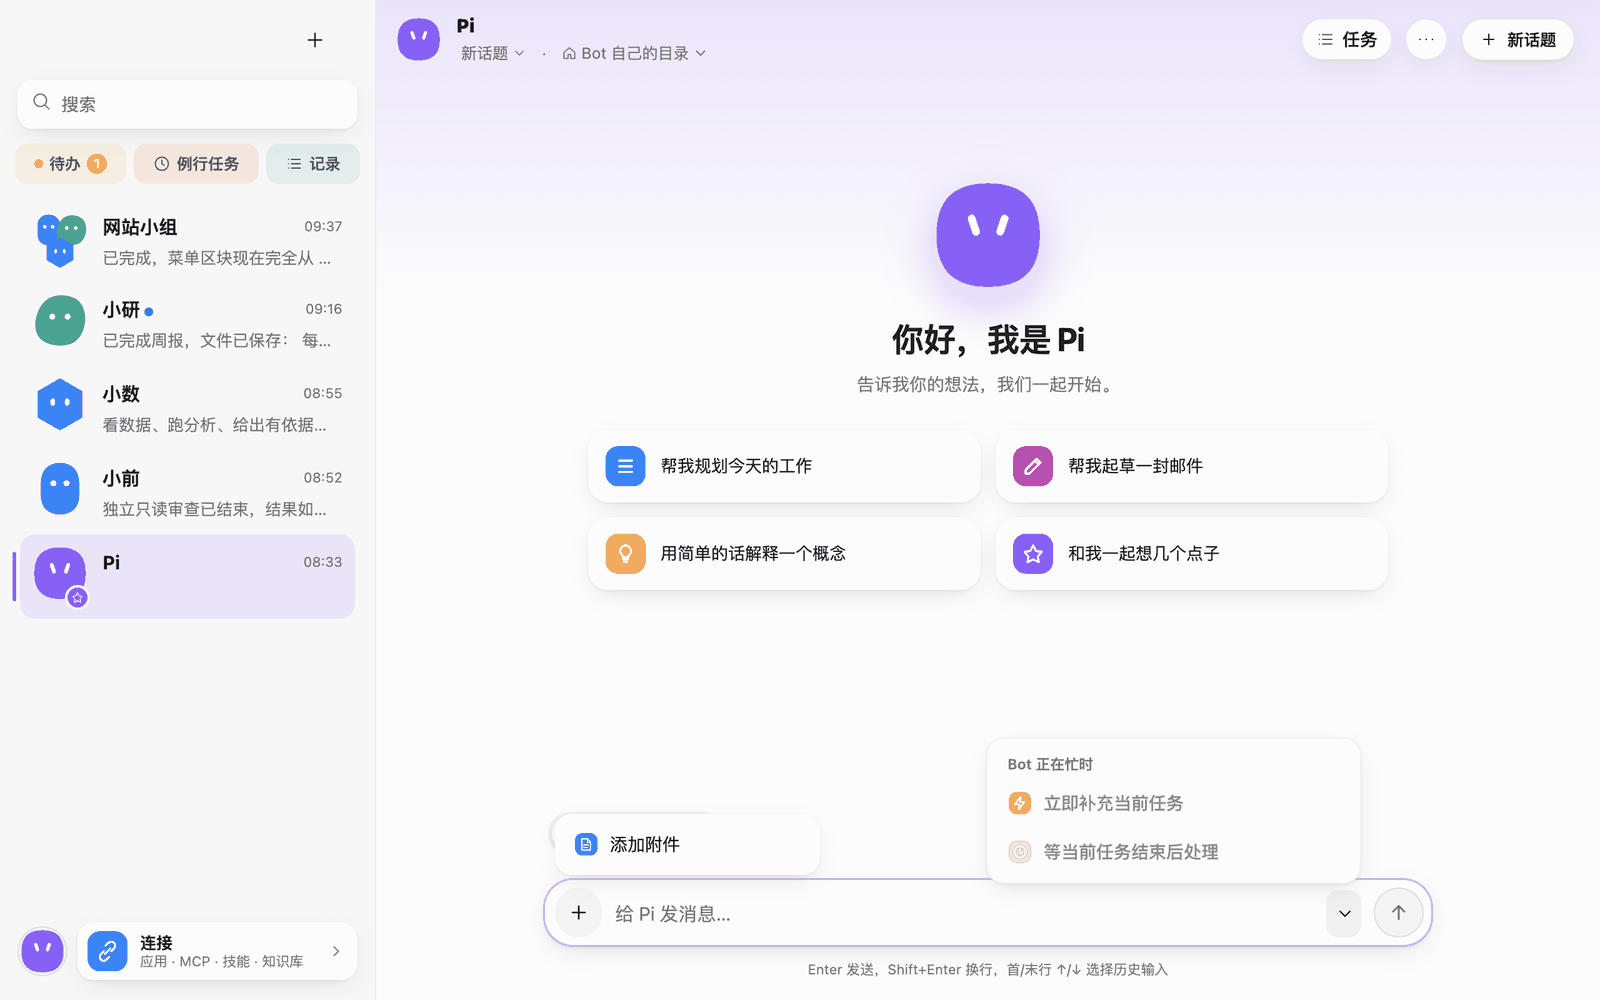 搜索
待办 1
例行任务
记录
网站小组 09:37
已完成，菜单区块现在完全从 ...
小研 09:16
已完成周报，文件已保存： 每...
小数 08:55
看数据、跑分析、给出有依据...
小前 08:52
独立只读审查已结束，结果如...
Pi 08:33
连接
应用 · MCP · 技能 · 知识库
Pi
新话题 · Bot 自己的目录
任务
···
新话题
你好，我是 Pi
告诉我你的想法，我们一起开始。
帮我规划今天的工作
帮我起草一封邮件
用简单的话解释一个概念
和我一起想几个点子
Bot 正在忙时
立即补充当前任务
等当前任务结束后处理
添加附件
给 Pi 发消息...
Enter 发送，Shift+Enter 换行，首/末行 ↑/↓ 选择历史输入